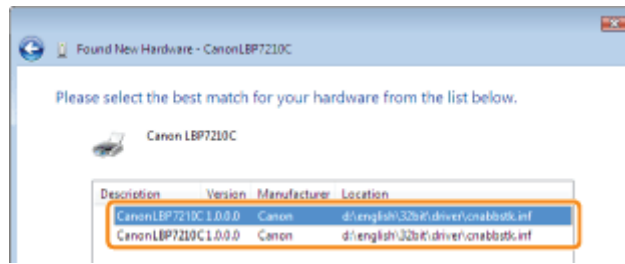 Found New Hardware - CanonLBP7210C
Please select the best match for your hardware from the list below.
Canon LBP7210C
Description Version Manufacturer Location
CanonLBP7210C 1.0.0.0 Canon d:\english\32bit\driver\cnabbstk.inf
CanonLBP7210C 1.0.0.0 Canon d:\english\32bit\driver\cnabbstk.inf